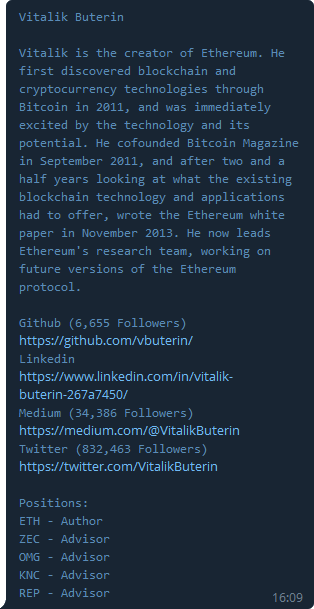 Vitalik Buterin
Vitalik is the creator of Ethereum. He
first discovered blockchain and
cryptocurrency technologies through
Bitcoin in 2011, and was immediately
excited by the technology and its
potential. He cofounded Bitcoin Magazine
in September 2011, and after two and a
half years looking at what the existing
blockchain technology and applications
had to offer, wrote the Ethereum white
paper in November 2013. He now leads
Ethereum's research team, working on
future versions of the Ethereum
protocol.
Github (6,655 Followers)
https://github.com/vbuterin/
Linkedin
https://www.linkedin.com/in/vitalik-
buterin-267a7450/
Medium (34,386 Followers)
https://medium.com/@VitalikButerin
Twitter (832,463 Followers)
https://twitter.com/VitalikButerin
Positions:
ETH - Author
ZEC - Advisor
OMG - Advisor
KNC - Advisor
REP - Advisor
16:09